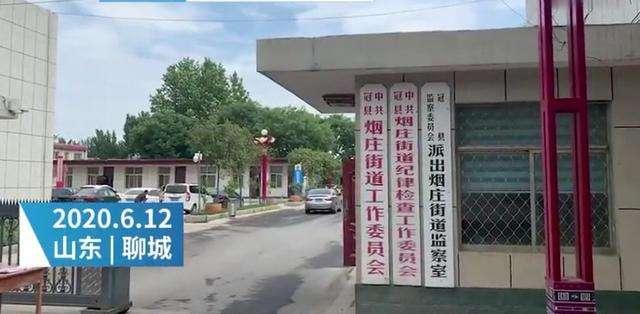 2020.6.12
山东 | 聊城
中共冠县烟庄街道工作委员会
中共冠县烟庄街道纪律检查工作委员会
冠县监察委员会派出烟庄街道监察室